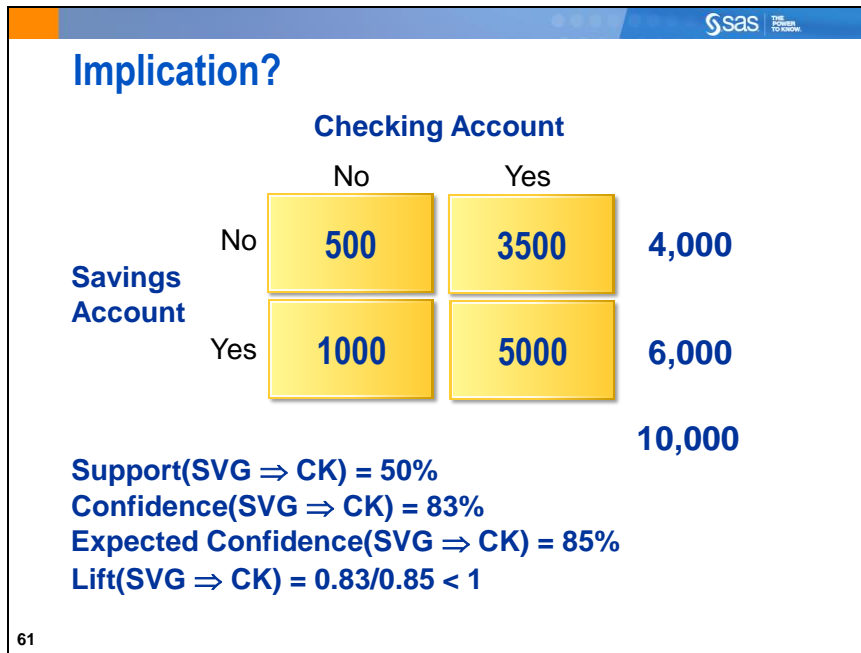 sas THE POWER TO KNOW.
Implication?
Checking Account
No Yes
No 500 3500 4,000
Savings Account
Yes 1000 5000 6,000
10,000
Support(SVG ⇒ CK) = 50%
Confidence(SVG ⇒ CK) = 83%
Expected Confidence(SVG ⇒ CK) = 85%
Lift(SVG ⇒ CK) = 0.83/0.85 < 1
61